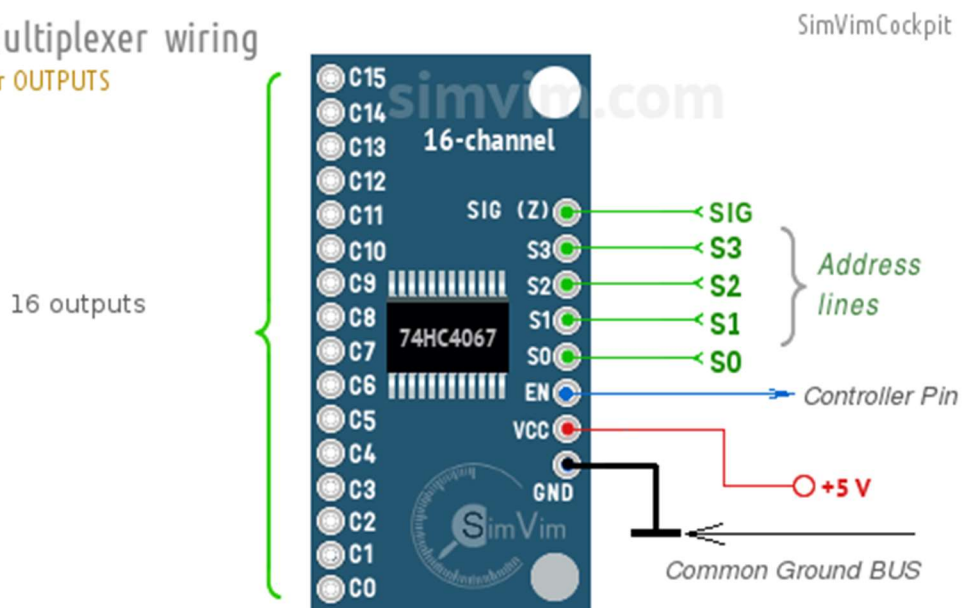 ultiplexer wiring
r OUTPUTS
SimVimCockpit
simvim.com
16-channel
C15
C14
C13
C12
C11
C10
C9
C8
C7
C6
C5
C4
C3
C2
C1
C0
16 outputs
74HC4067
SIG (Z)
S3
S2
S1
S0
EN
VCC
GND
SimVim
SIG
S3
S2
S1
S0
Address
lines
Controller Pin
+5 V
Common Ground BUS